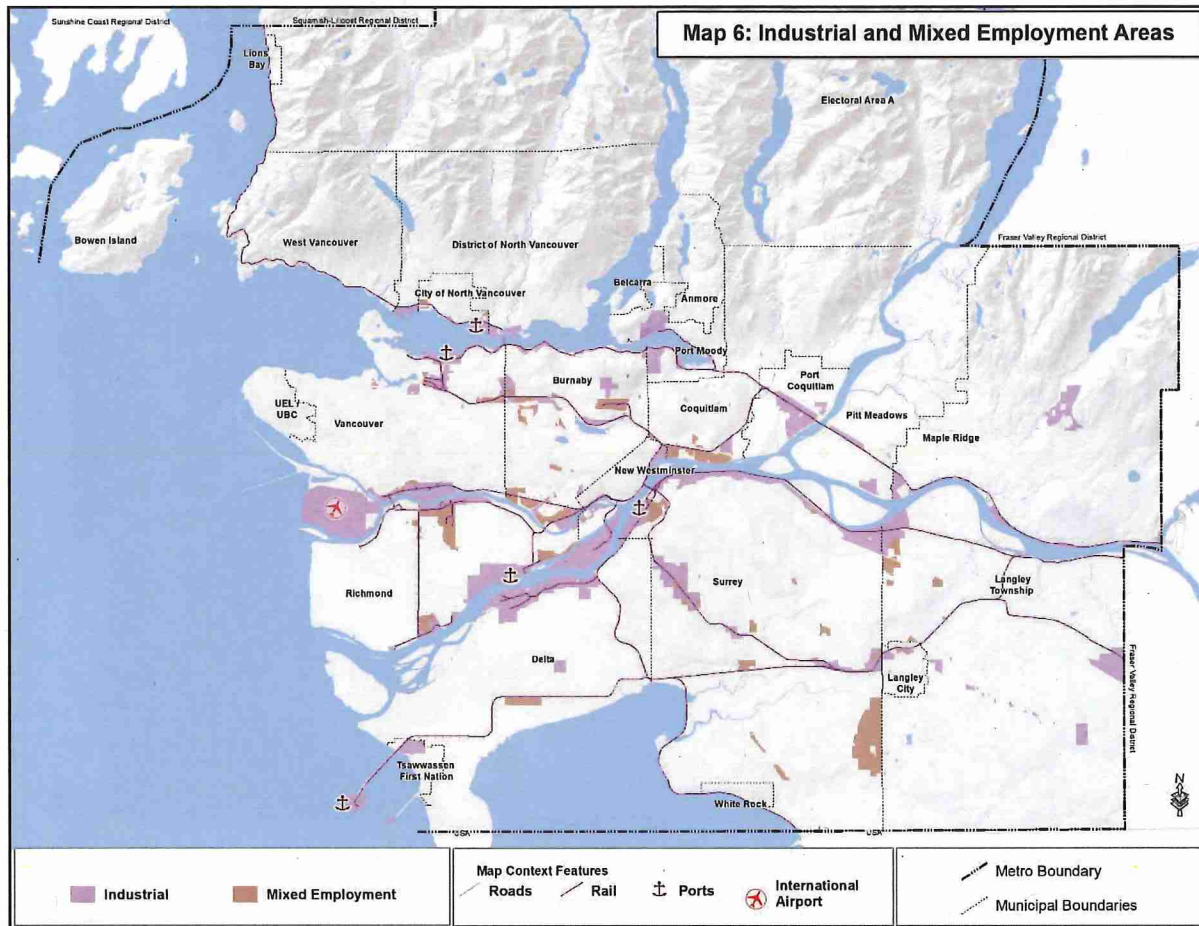 Sunshine Coast Regional District
Squamish-Lillooet Regional District
Map 6: Industrial and Mixed Employment Areas
Lions
Bay
Electoral Area A
Bowen Island
West Vancouver
District of North Vancouver
Fraser Valley Regional District
City of North Vancouver
Belcarra
Anmore
Port Moody
Burnaby
Port
Coquitlam
UEL /
UBC
Vancouver
Coquitlam
Pitt Meadows
Maple Ridge
New Westminster
Richmond
Surrey
Langley
Township
Delta
Langley
City
Fraser Valley Regional District
Tsawwassen
First Nation
White Rock
N
USA
USA
Industrial
Mixed Employment
Map Context Features
Roads
Rail
Ports
International
Airport
Metro Boundary
Municipal Boundaries